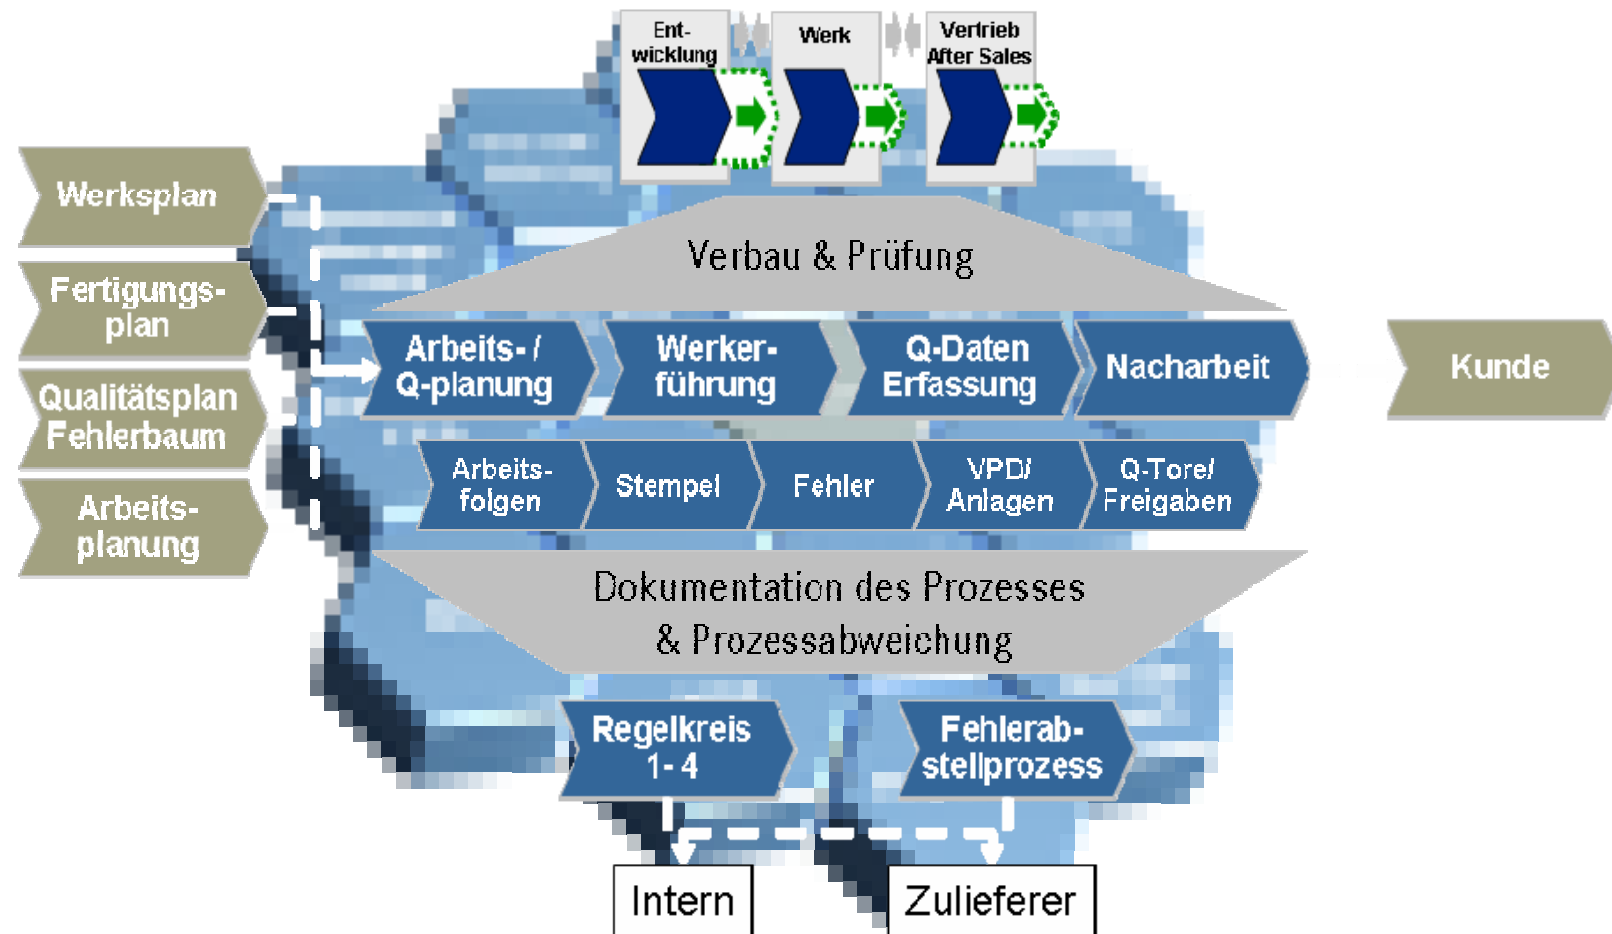 Ent-
wicklung
Werk
Vertrieb
After Sales
Werksplan
Fertigungs-
plan
Qualitätsplan
Fehlerbaum
Arbeits-
planung
Verbau & Prüfung
Arbeits- /
Q-planung
Werker-
führung
Q-Daten
Erfassung
Nacharbeit
Kunde
Arbeits-
folgen
Stempel
Fehler
VPD/
Anlagen
Q-Tore/
Freigaben
Dokumentation des Prozesses
& Prozessabweichung
Regelkreis
1- 4
Fehlerab-
stellprozess
Intern
Zulieferer